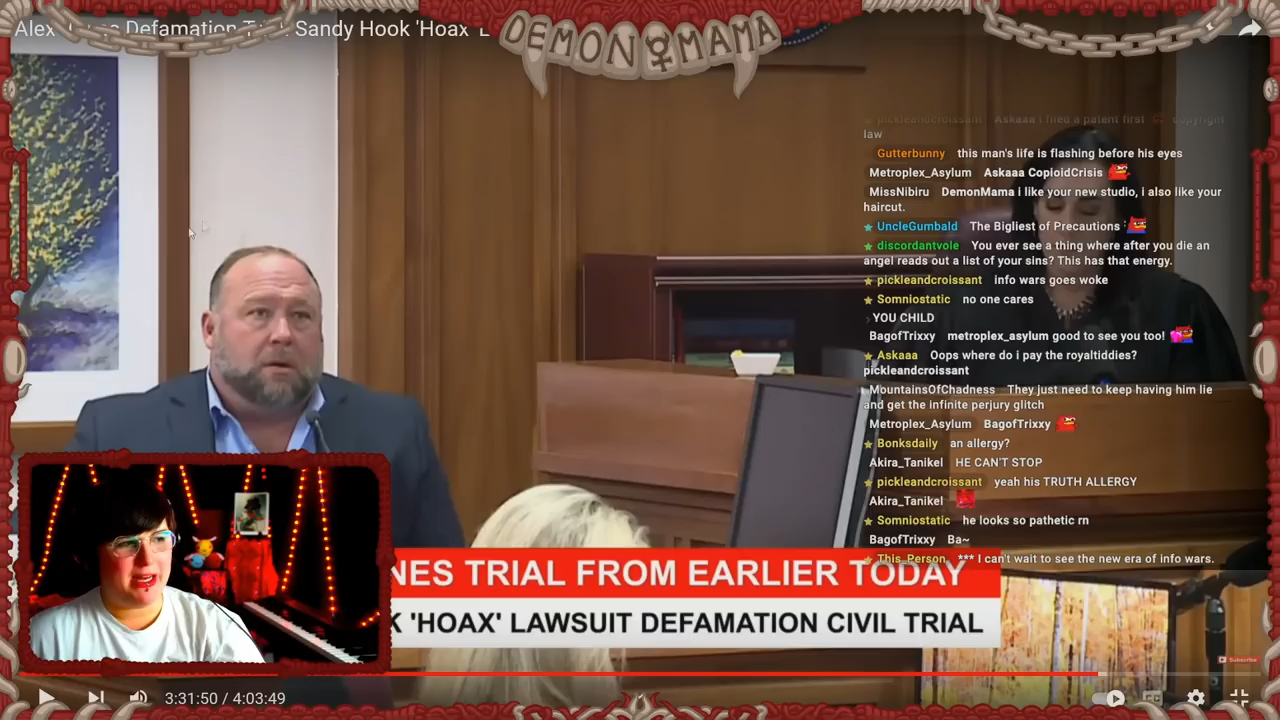 Alex Defamation Sandy Hook 'Hoax'
DEMON MAMA
pickleandcroissant Askaaa i filed a patent first copyright
law
Gutterbunny this man's life is flashing before his eyes
Metroplex_Asylum Askaaa CopioidCrisis
MissNibiru DemonMama i like your new studio, i also like your
haircut.
UncleGumbald The Bigliest of Precautions
discordantvole You ever see a thing where after you die an
angel reads out a list of your sins? This has that energy.
pickleandcroissant info wars goes woke
Somniostatic no one cares
YOU CHILD
BagofTrixxy metroplex_asylum good to see you too!
Askaaa Oops where do i pay the royaltiddies?
pickleandcroissant
MountainsOfChadness They just need to keep having him lie
and get the infinite perjury glitch
Metroplex_Asylum BagofTrixxy
Bonksdaily an allergy?
Akira_Tanikel HE CAN'T STOP
pickleandcroissant yeah his TRUTH ALLERGY
Akira_Tanikel
Somniostatic he looks so pathetic rn
BagofTrixxy Ba~
This_Person *** I can't wait to see the new era of info wars.
NES TRIAL FROM EARLIER TODAY
K 'HOAX' LAWSUIT DEFAMATION CIVIL TRIAL
Subscribe
3:31:50 / 4:03:49